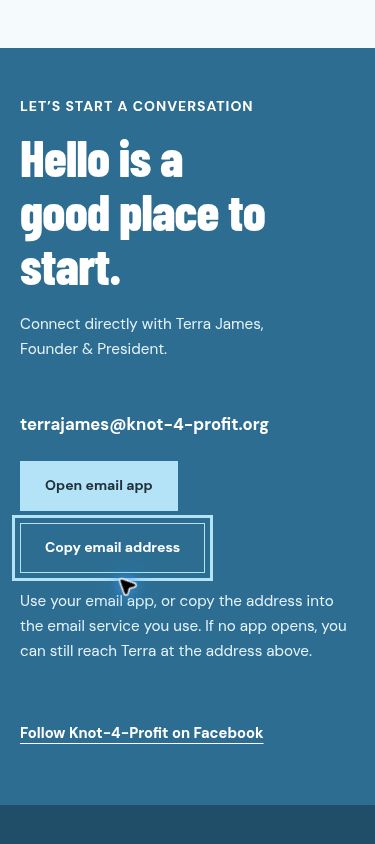 LET’S START A CONVERSATION
Hello is a
good place to
start.
Connect directly with Terra James,
Founder & President.
terrajames@knot-4-profit.org
Open email app
Copy email address
Use your email app, or copy the address into
the email service you use. If no app opens, you
can still reach Terra at the address above.
Follow Knot-4-Profit on Facebook